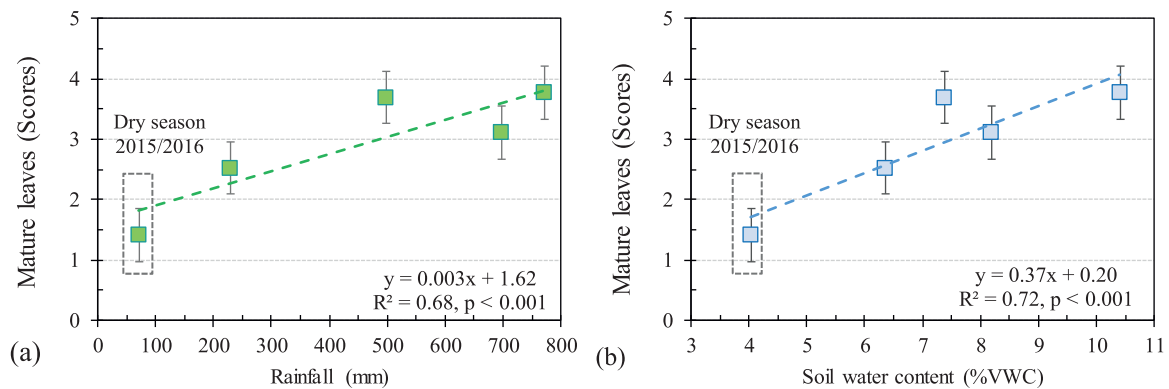 5
4
3
2
1
0
Mature leaves (Scores)
Dry season
2015/2016
y = 0.003x + 1.62
R² = 0.68, p < 0.001
0 100 200 300 400 500 600 700 800
(a)
Rainfall (mm)
5
4
3
2
1
0
Mature leaves (Scores)
Dry season
2015/2016
y = 0.37x + 0.20
R² = 0.72, p < 0.001
3 4 5 6 7 8 9 10 11
(b)
Soil water content (%VWC)